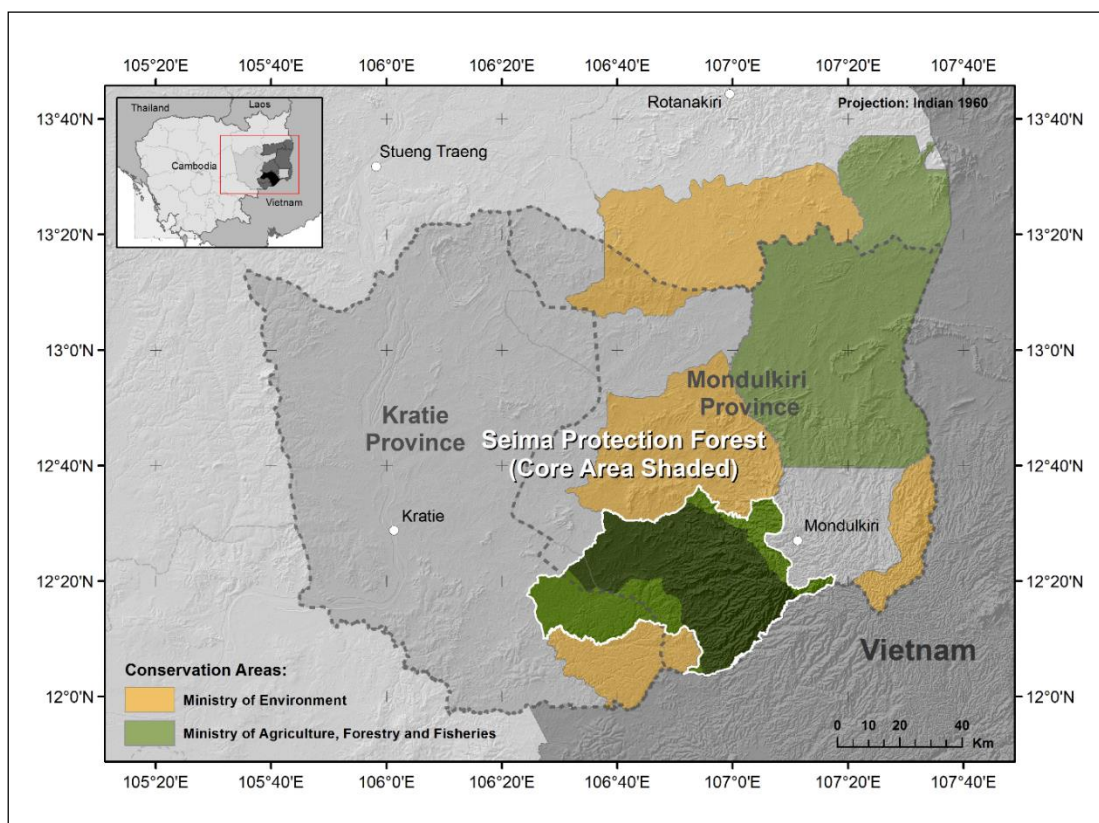 105°20'E 105°40'E 106°0'E 106°20'E 106°40'E 107°0'E 107°20'E 107°40'E
Rotanakiri
Projection: Indian 1960
Thailand
Laos
Cambodia
Vietnam
Stueng Traeng
13°40'N 13°40'N
13°20'N 13°20'N
13°0'N 13°0'N
Mondulkiri
Province
Kratie
Province
Seima Protection Forest
(Core Area Shaded)
12°40'N 12°40'N
Kratie
Mondulkiri
12°20'N 12°20'N
Vietnam
Conservation Areas:
Ministry of Environment
Ministry of Agriculture, Forestry and Fisheries
12°0'N 12°0'N
0 10 20 40
Km
105°20'E 105°40'E 106°0'E 106°20'E 106°40'E 107°0'E 107°20'E 107°40'E